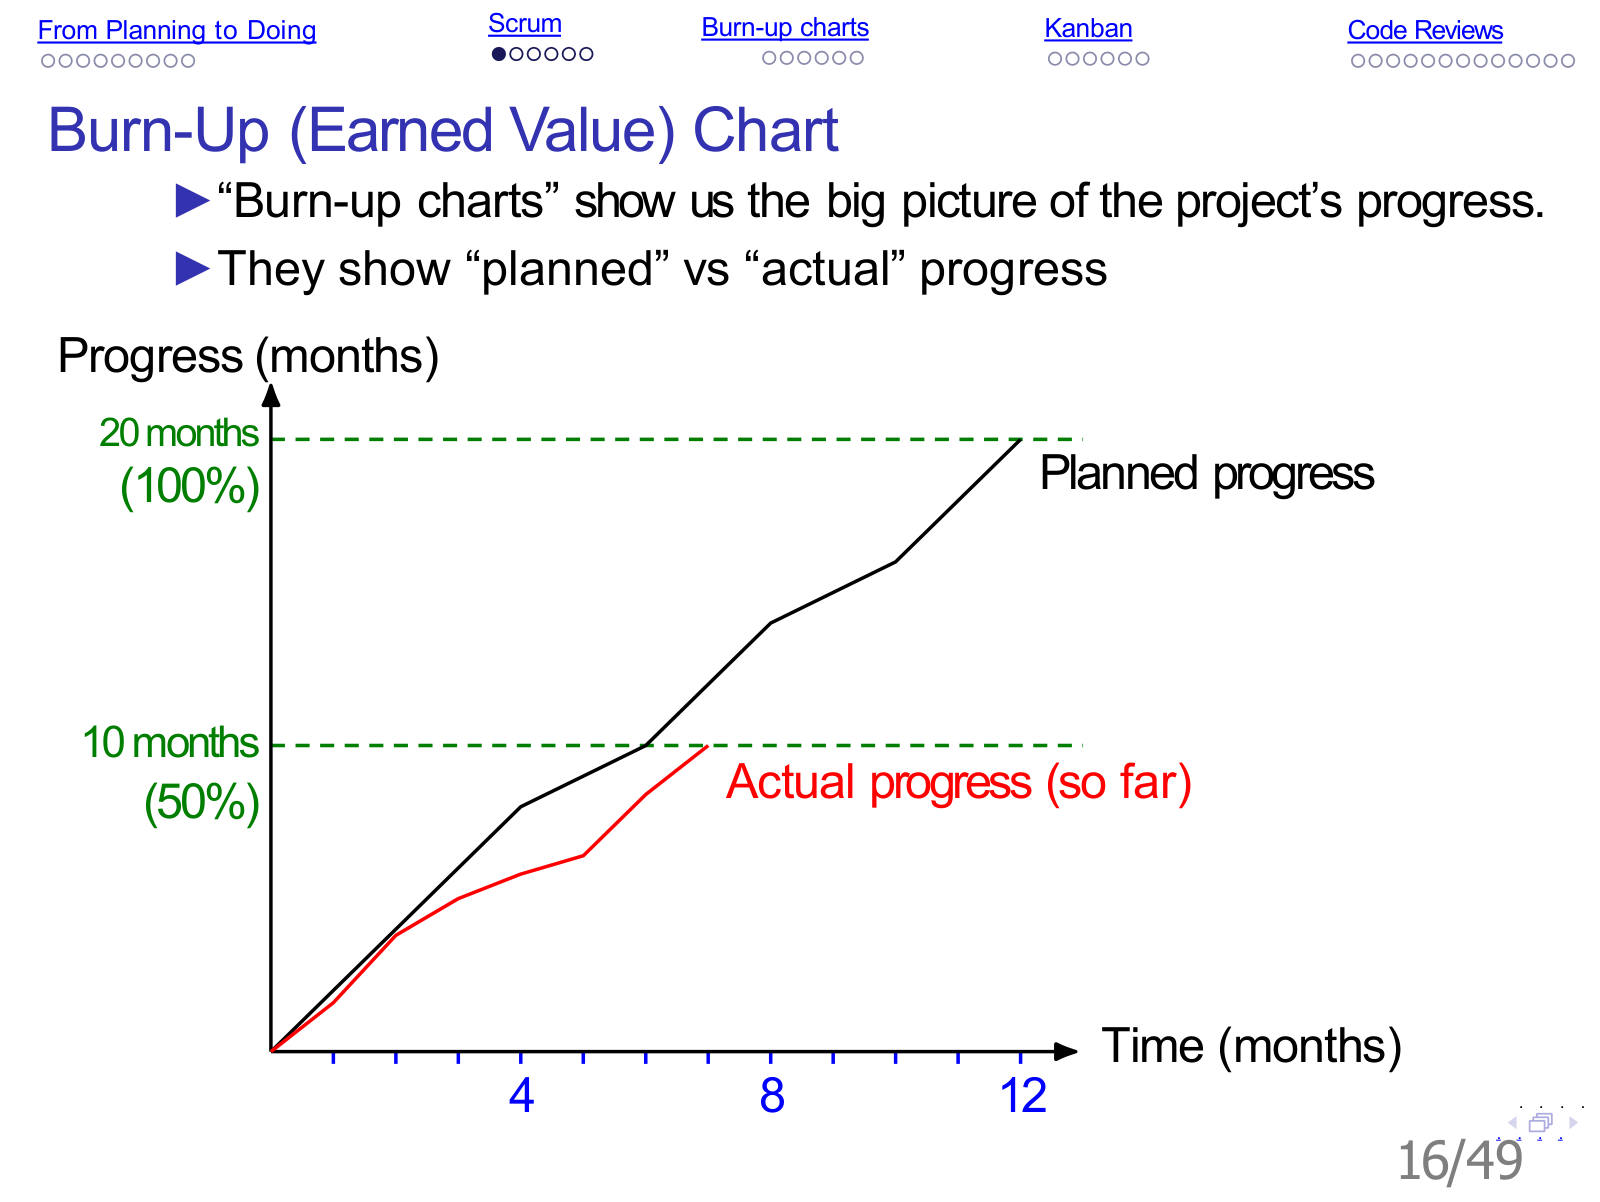 From Planning to Doing
Scrum
Burn-up charts
Kanban
Code Reviews
Burn-Up (Earned Value) Chart
“Burn-up charts” show us the big picture of the project’s progress.
They show “planned” vs “actual” progress
Progress (months)
20 months
(100%)
Planned progress
10 months
(50%)
Actual progress (so far)
Time (months)
4
8
12
16/49